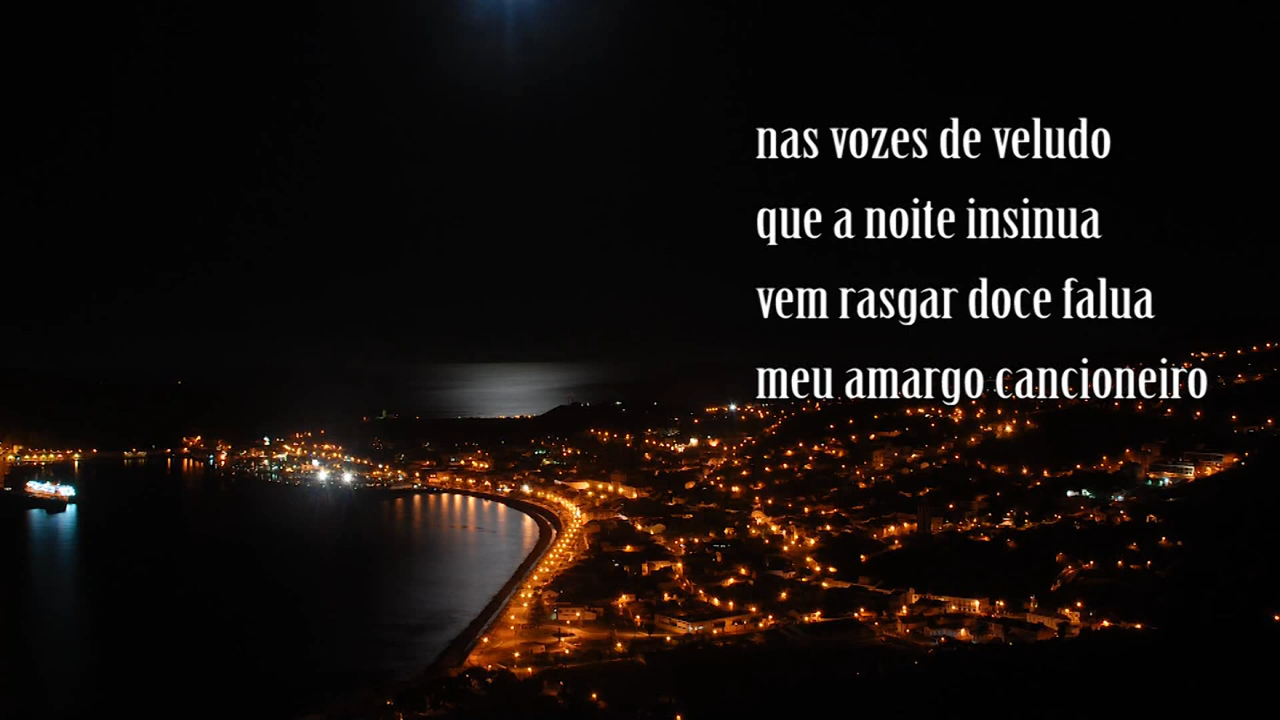 nas vozes de veludo
que a noite insinua
vem rasgar doce falua
meu amargo cancioneiro